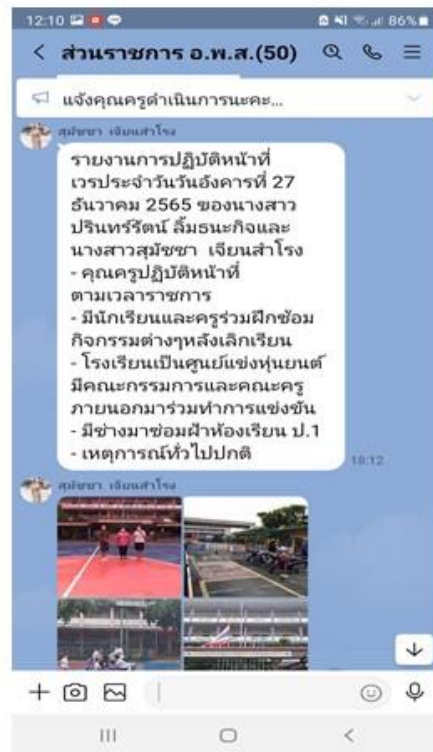 12:10 86%
ส่วนราชการ อ.พ.ส.(50)
แจ้งคุณครูดำเนินการนะคะ...
สุมัชชา เจียนสำโรง
รายงานการปฏิบัติหน้าที่
เวรประจำวันวันอังคารที่ 27
ธันวาคม 2565 ของนางสาว
ปรินทร์รัตน์ ลิ้มธนะกิจและ
นางสาวสุมัชชา เจียนสำโรง
- คุณครูปฏิบัติหน้าที่
ตามเวลาราชการ
- มีนักเรียนและครูร่วมฝึกซ้อม
กิจกรรมต่างๆหลังเลิกเรียน
- โรงเรียนเป็นศูนย์แข่งหุ่นยนต์
มีคณะกรรมการและคณะครู
ภายนอกมาร่วมทำการแข่งขัน
- มีช่างมาซ่อมฝ้าห้องเรียน ป.1
- เหตุการณ์ทั่วไปปกติ
18:12
สุมัชชา เจียนสำโรง